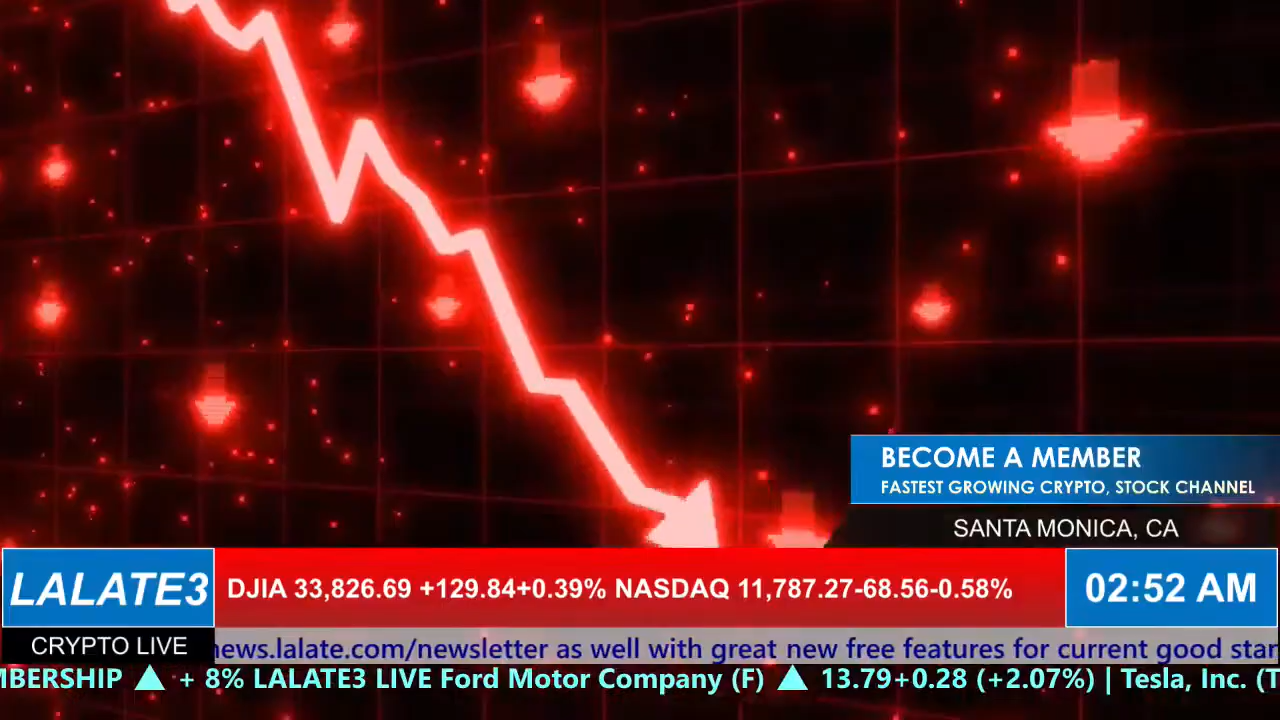 BECOME A MEMBER
FASTEST GROWING CRYPTO, STOCK CHANNEL
SANTA MONICA, CA
LALATE3
DJIA 33,826.69 +129.84+0.39% NASDAQ 11,787.27-68.56-0.58%
02:52 AM
CRYPTO LIVE
news.lalate.com/newsletter as well with great new free features for current good star
MBERSHIP ▲ + 8% LALATE3 LIVE Ford Motor Company (F) ▲ 13.79+0.28 (+2.07%) | Tesla, Inc. (T